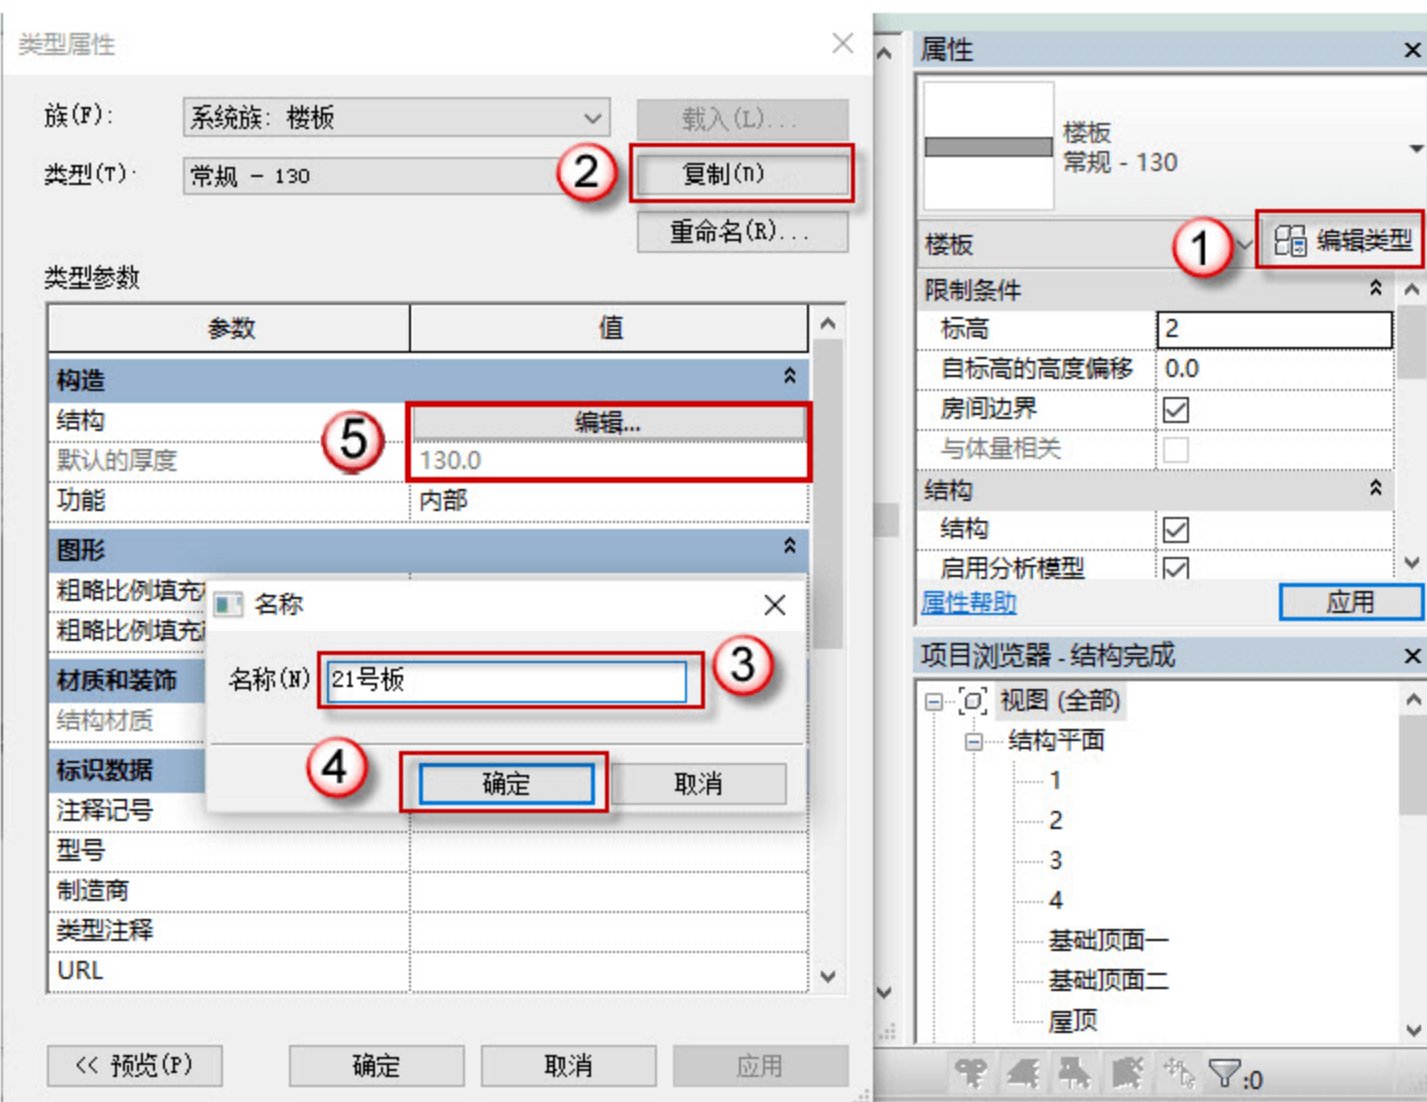 类型属性
族(F):
系统族: 楼板
载入(L)...
类型(T):
常规 - 130
②
复制(D)
重命名(R)...
类型参数
参数
值
构造
结构
编辑...
⑤
默认的厚度
130.0
功能
内部
图形
粗略比例填充
粗略比例填充
材质和装饰
结构材质
标识数据
注释记号
型号
制造商
类型注释
URL
名称
名称(N)
21号板
③
④
确定
取消
<< 预览(P)
确定
取消
应用
属性
楼板
常规 - 130
楼板
①
编辑类型
限制条件
标高
2
自标高的高度偏移
0.0
房间边界
与体量相关
结构
结构
启用分析模型
属性帮助
应用
项目浏览器 - 结构完成
视图 (全部)
结构平面
1
2
3
4
基础顶面一
基础顶面二
屋顶
:0